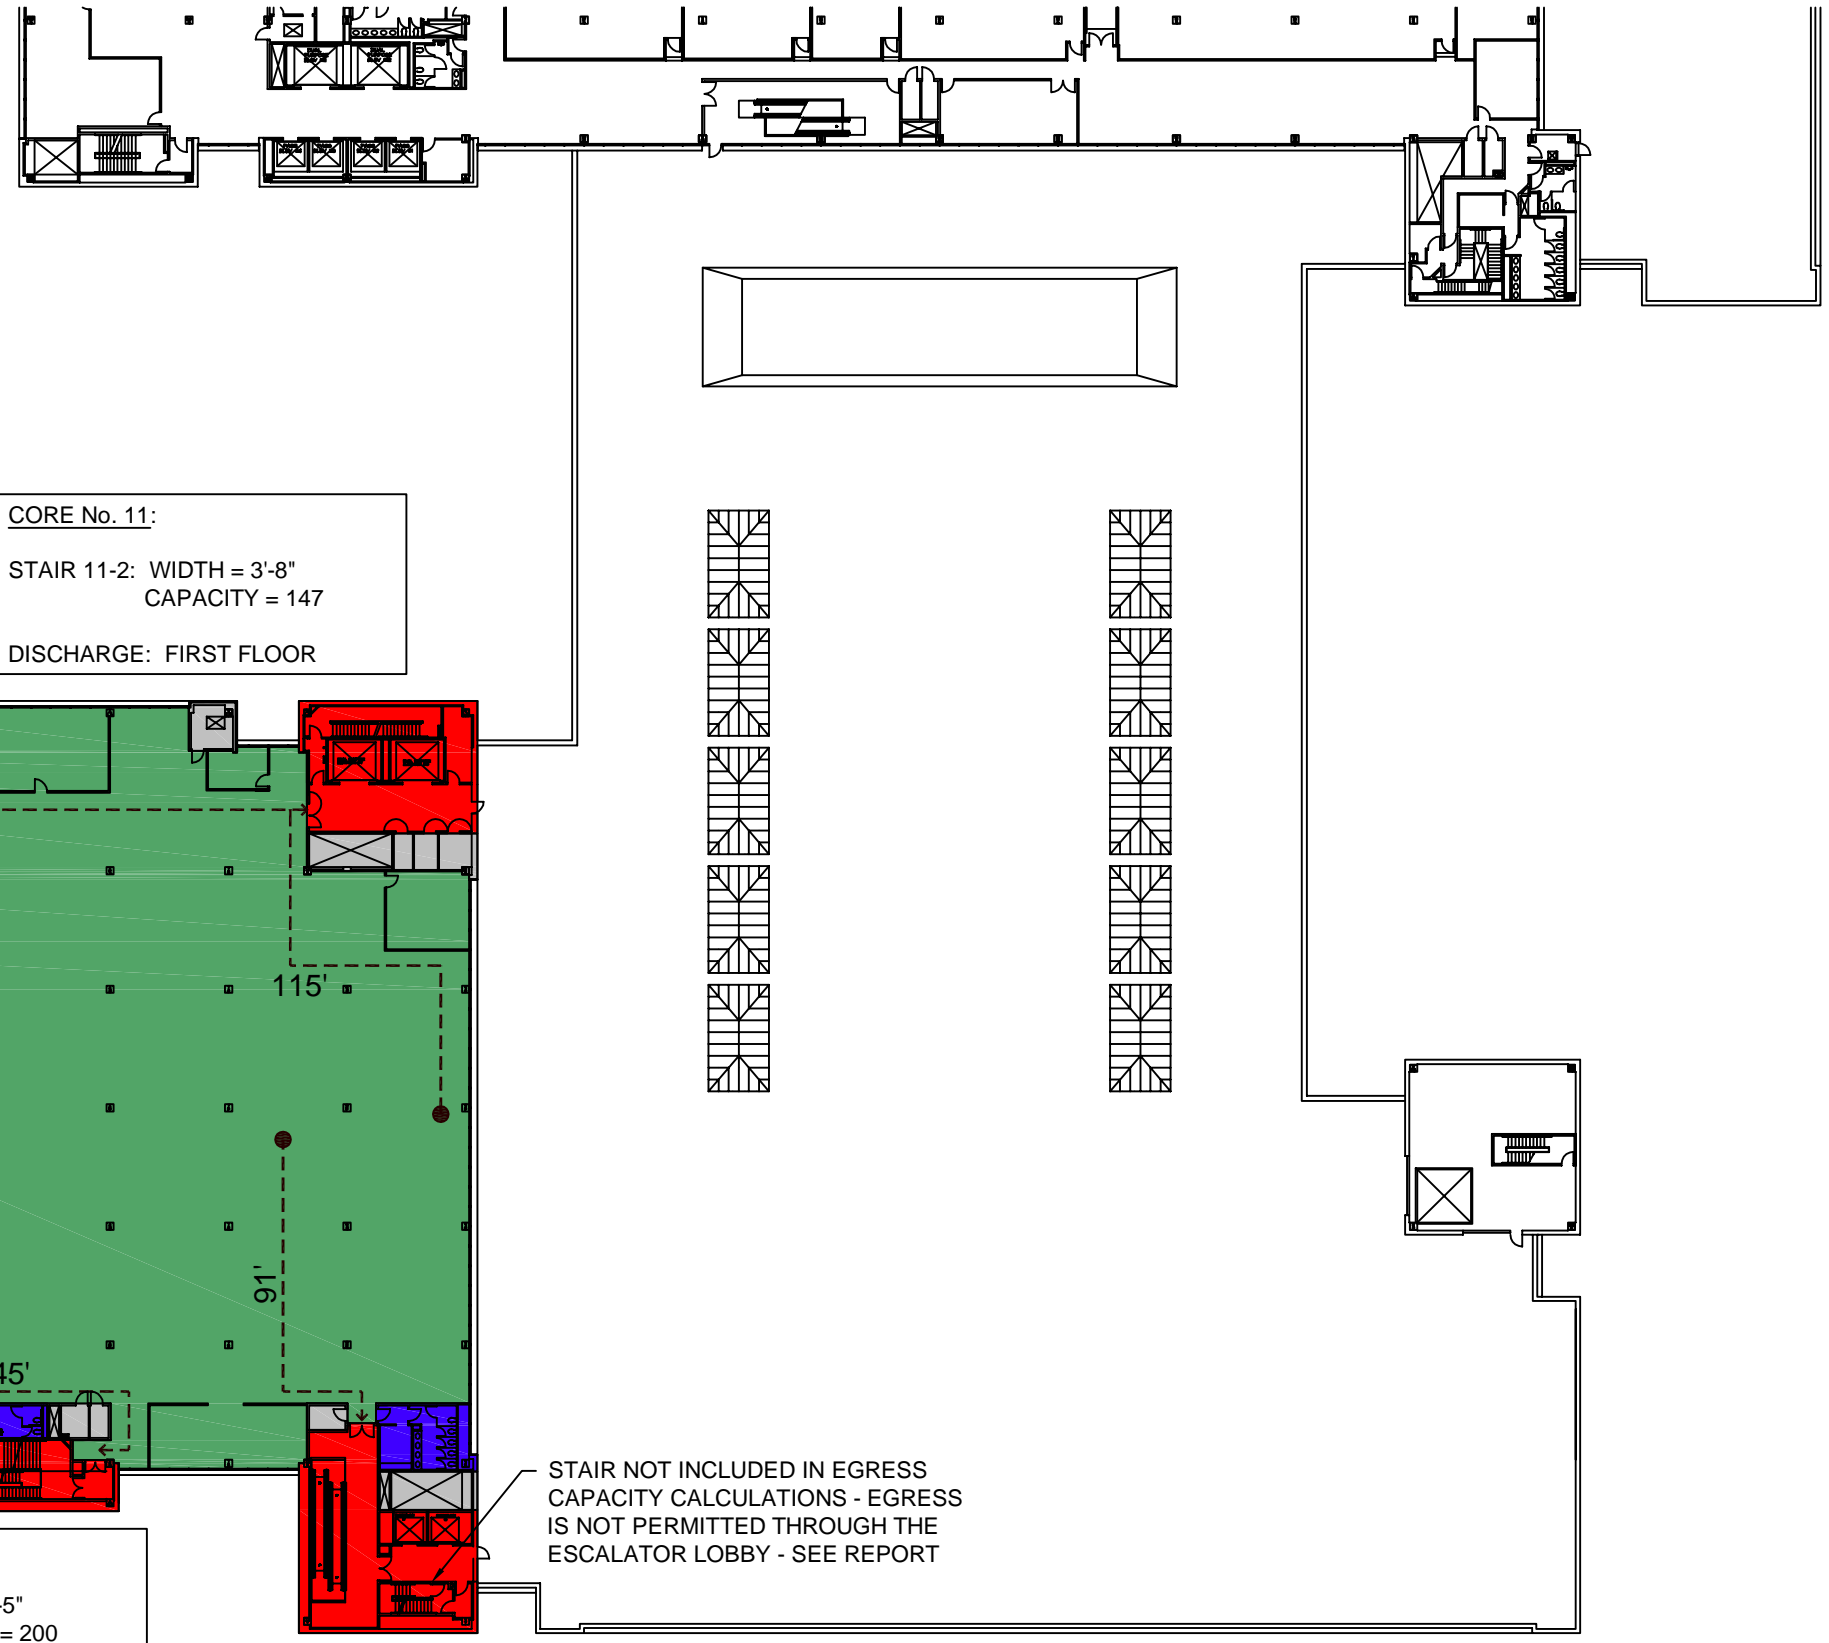 CORE No. 11:
STAIR 11-2: WIDTH = 3'-8"
CAPACITY = 147
DISCHARGE: FIRST FLOOR
115'
91'
45'
STAIR NOT INCLUDED IN EGRESS
CAPACITY CALCULATIONS - EGRESS
IS NOT PERMITTED THROUGH THE
ESCALATOR LOBBY - SEE REPORT
-5"
= 200